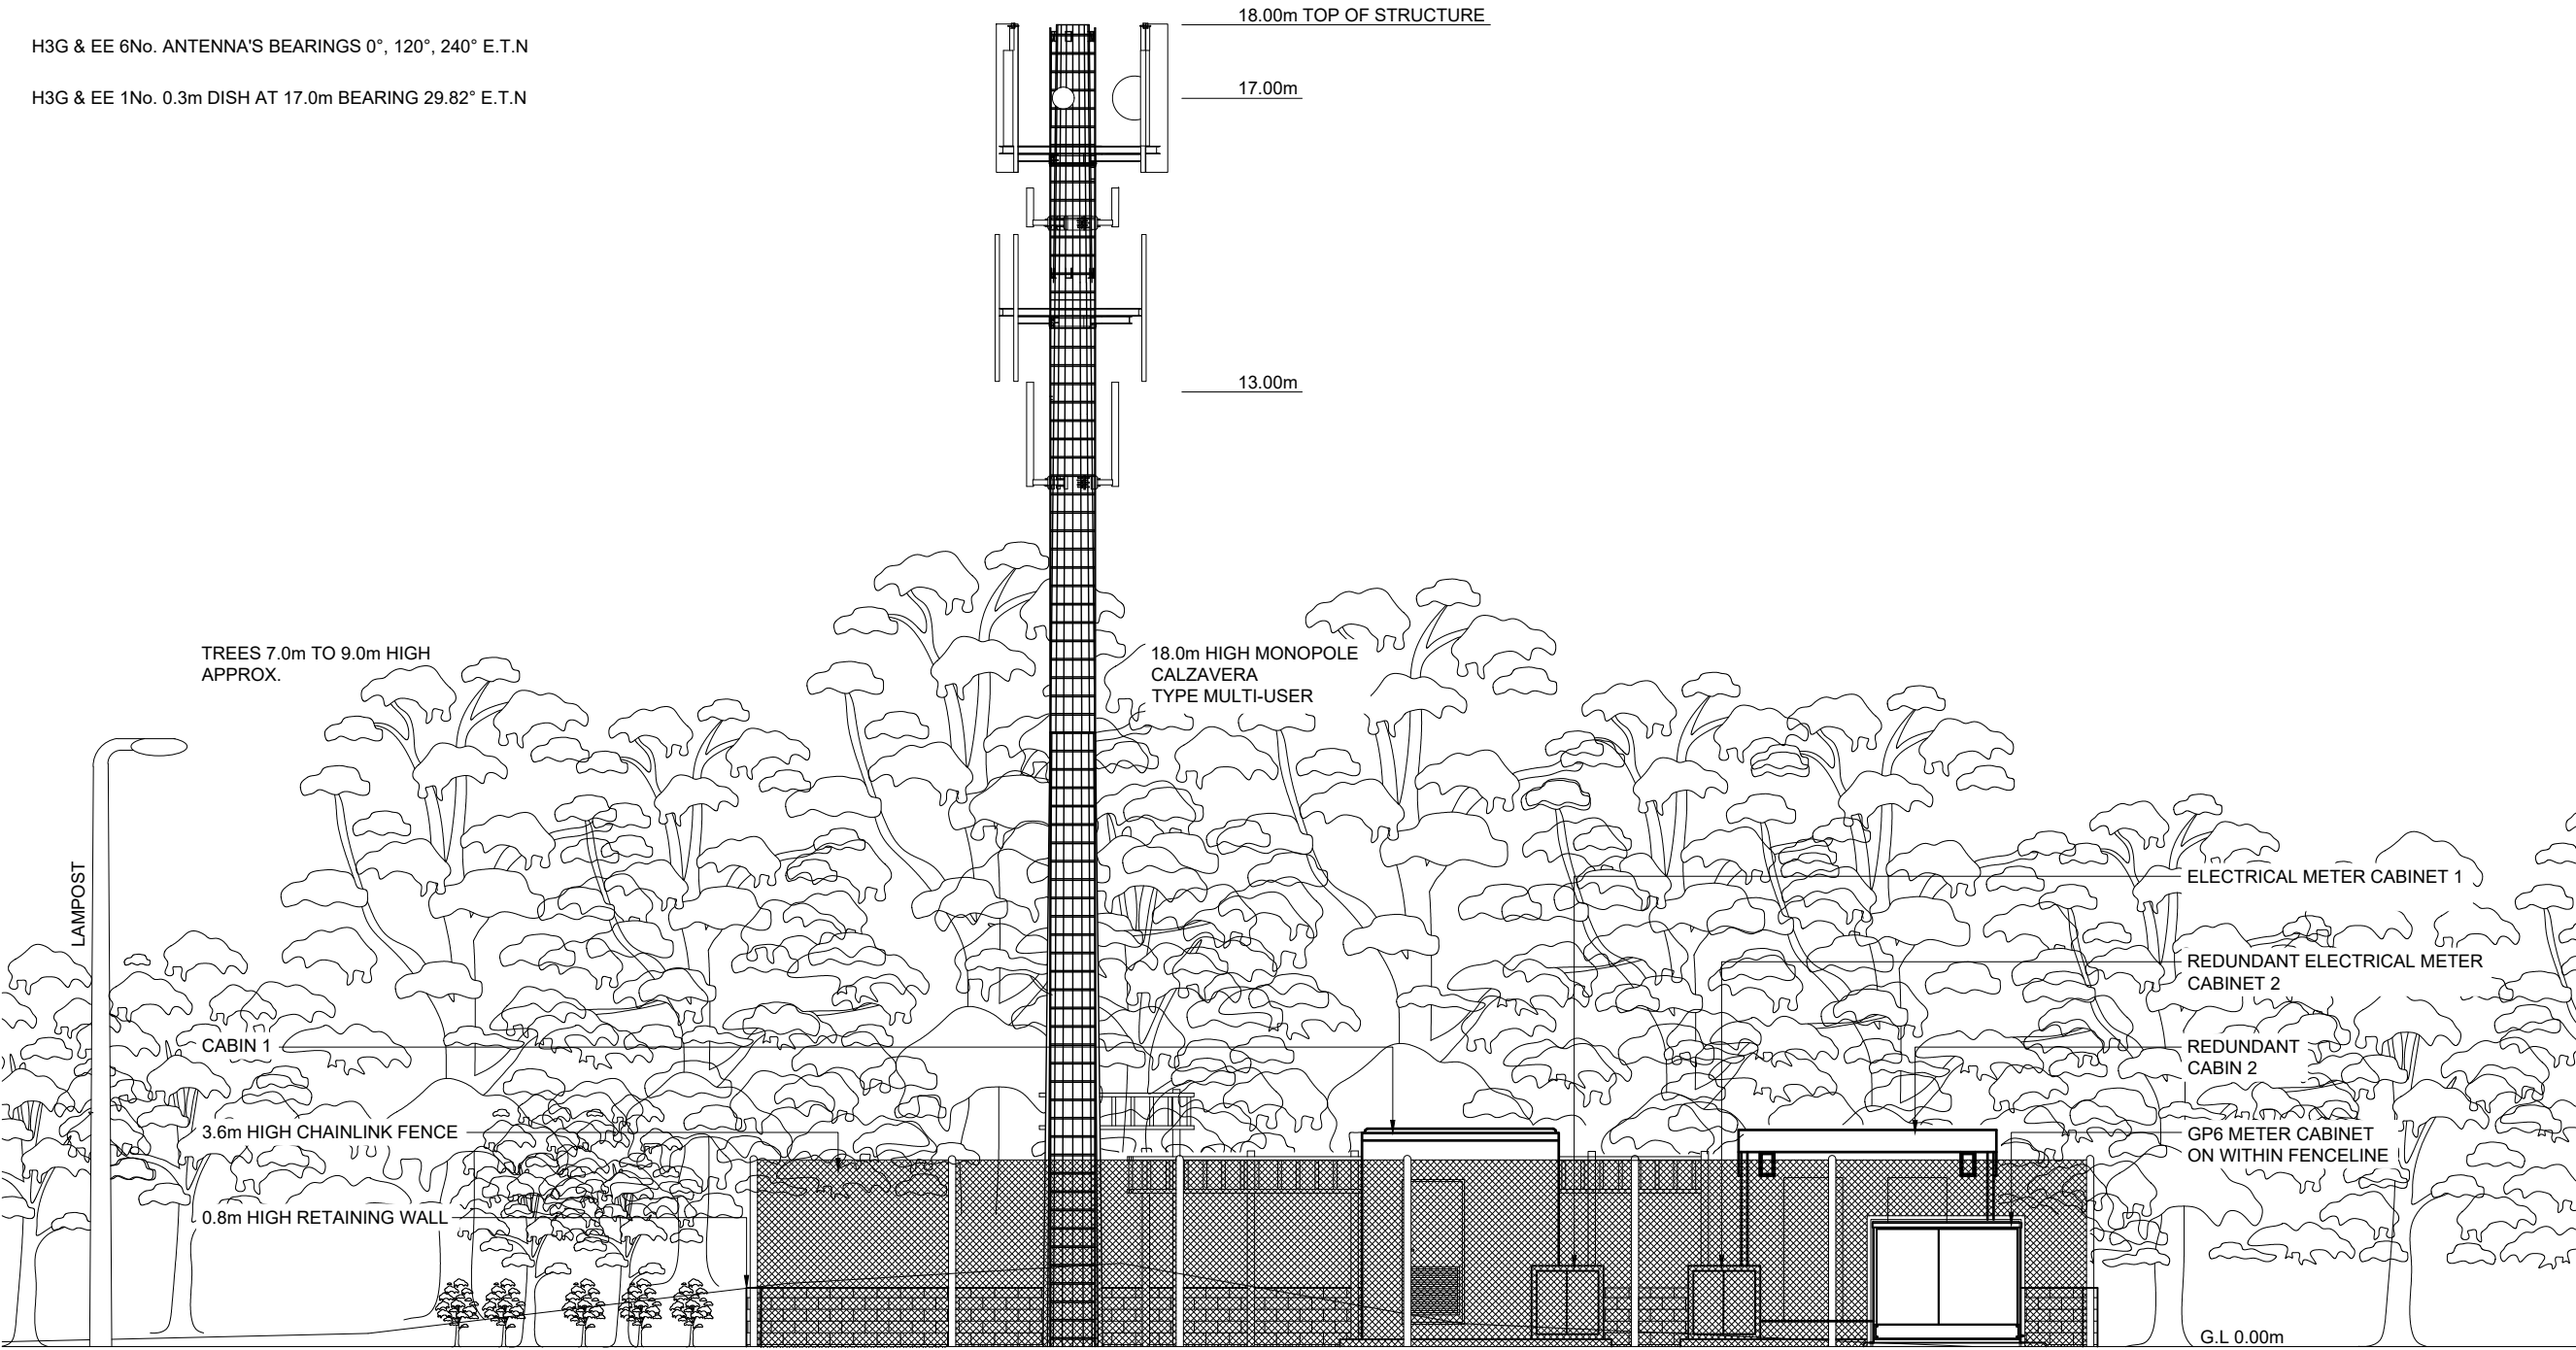 18.00m TOP OF STRUCTURE
H3G & EE 6No. ANTENNA'S BEARINGS 0°, 120°, 240° E.T.N
17.00m
H3G & EE 1No. 0.3m DISH AT 17.0m BEARING 29.82° E.T.N
13.00m
TREES 7.0m TO 9.0m HIGH
APPROX.
18.0m HIGH MONOPOLE
CALZAVERA
TYPE MULTI-USER
LAMPOST
ELECTRICAL METER CABINET 1
REDUNDANT ELECTRICAL METER
CABINET 2
CABIN 1
REDUNDANT
CABIN 2
3.6m HIGH CHAINLINK FENCE
GP6 METER CABINET
ON WITHIN FENCELINE
0.8m HIGH RETAINING WALL
G.L 0.00m